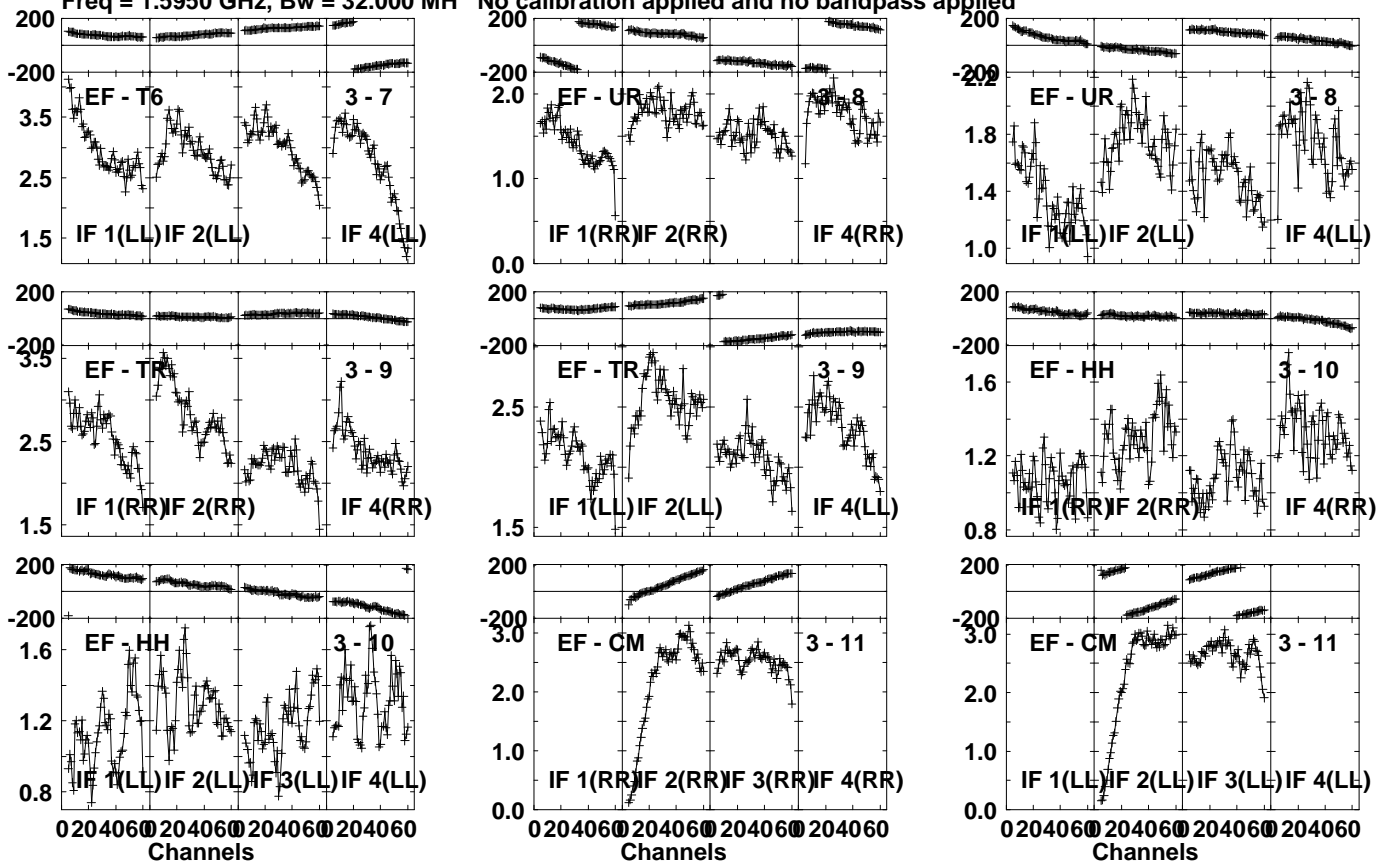 Freq = 1.5950 GHz, Bw = 32.000 MH No calibration applied and no bandpass applied
200
-200
EF - T6 3 - 7
3.5
2.5
1.5
IF 1(LL) IF 2(LL) IF 4(LL)
EF - UR 3 - 8
2.0
1.0
0.0
IF 1(RR) IF 2(RR) IF 4(RR)
200
-200
2.2
EF - UR 3 - 8
1.8
1.4
1.0
IF 1(LL) IF 2(LL) IF 4(LL)
200
-200
3.5
EF - TR 3 - 9
2.5
1.5
IF 1(RR) IF 2(RR) IF 4(RR)
200
-200
EF - TR 3 - 9
2.5
1.5
IF 1(LL) IF 2(LL) IF 4(LL)
200
-200
EF - HH 3 - 10
1.6
1.2
0.8
IF 1(RR) IF 2(RR) IF 4(RR)
200
-200
EF - HH 3 - 10
1.6
1.2
0.8
IF 1(LL) IF 2(LL) IF 3(LL) IF 4(LL)
0 20 40 60 0 20 40 60 0 20 40 60 0 20 40 60
Channels
200
-200
3.0
EF - CM 3 - 11
2.0
1.0
0.0
IF 1(RR) IF 2(RR) IF 3(RR) IF 4(RR)
0 20 40 60 0 20 40 60 0 20 40 60 0 20 40 60
Channels
200
-200
3.0
EF - CM 3 - 11
2.0
1.0
0.0
IF 1(LL) IF 2(LL) IF 3(LL) IF 4(LL)
0 20 40 60 0 20 40 60 0 20 40 60 0 20 40 60
Channels